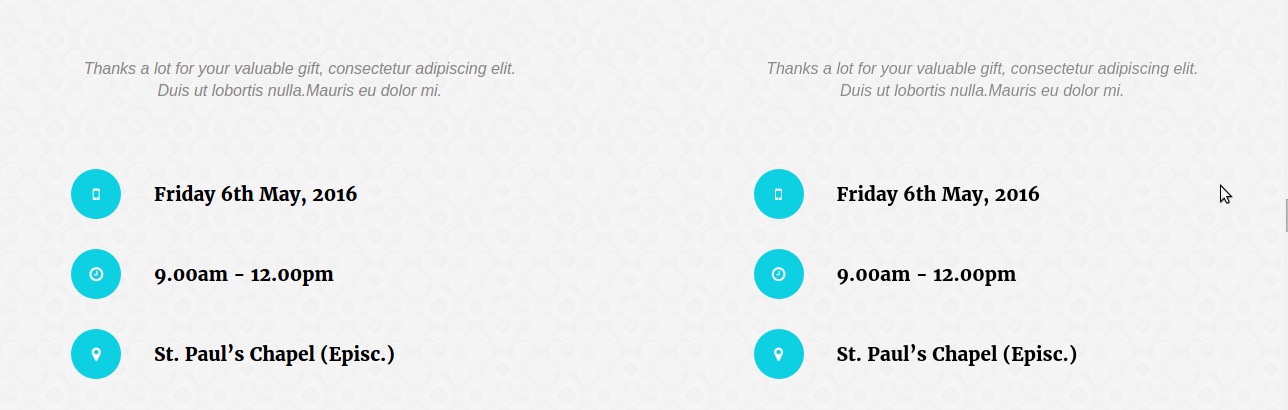 Thanks a lot for your valuable gift, consectetur adipiscing elit.
Duis ut lobortis nulla.Mauris eu dolor mi.
Friday 6th May, 2016
9.00am - 12.00pm
St. Paul’s Chapel (Episc.)
Thanks a lot for your valuable gift, consectetur adipiscing elit.
Duis ut lobortis nulla.Mauris eu dolor mi.
Friday 6th May, 2016
9.00am - 12.00pm
St. Paul’s Chapel (Episc.)